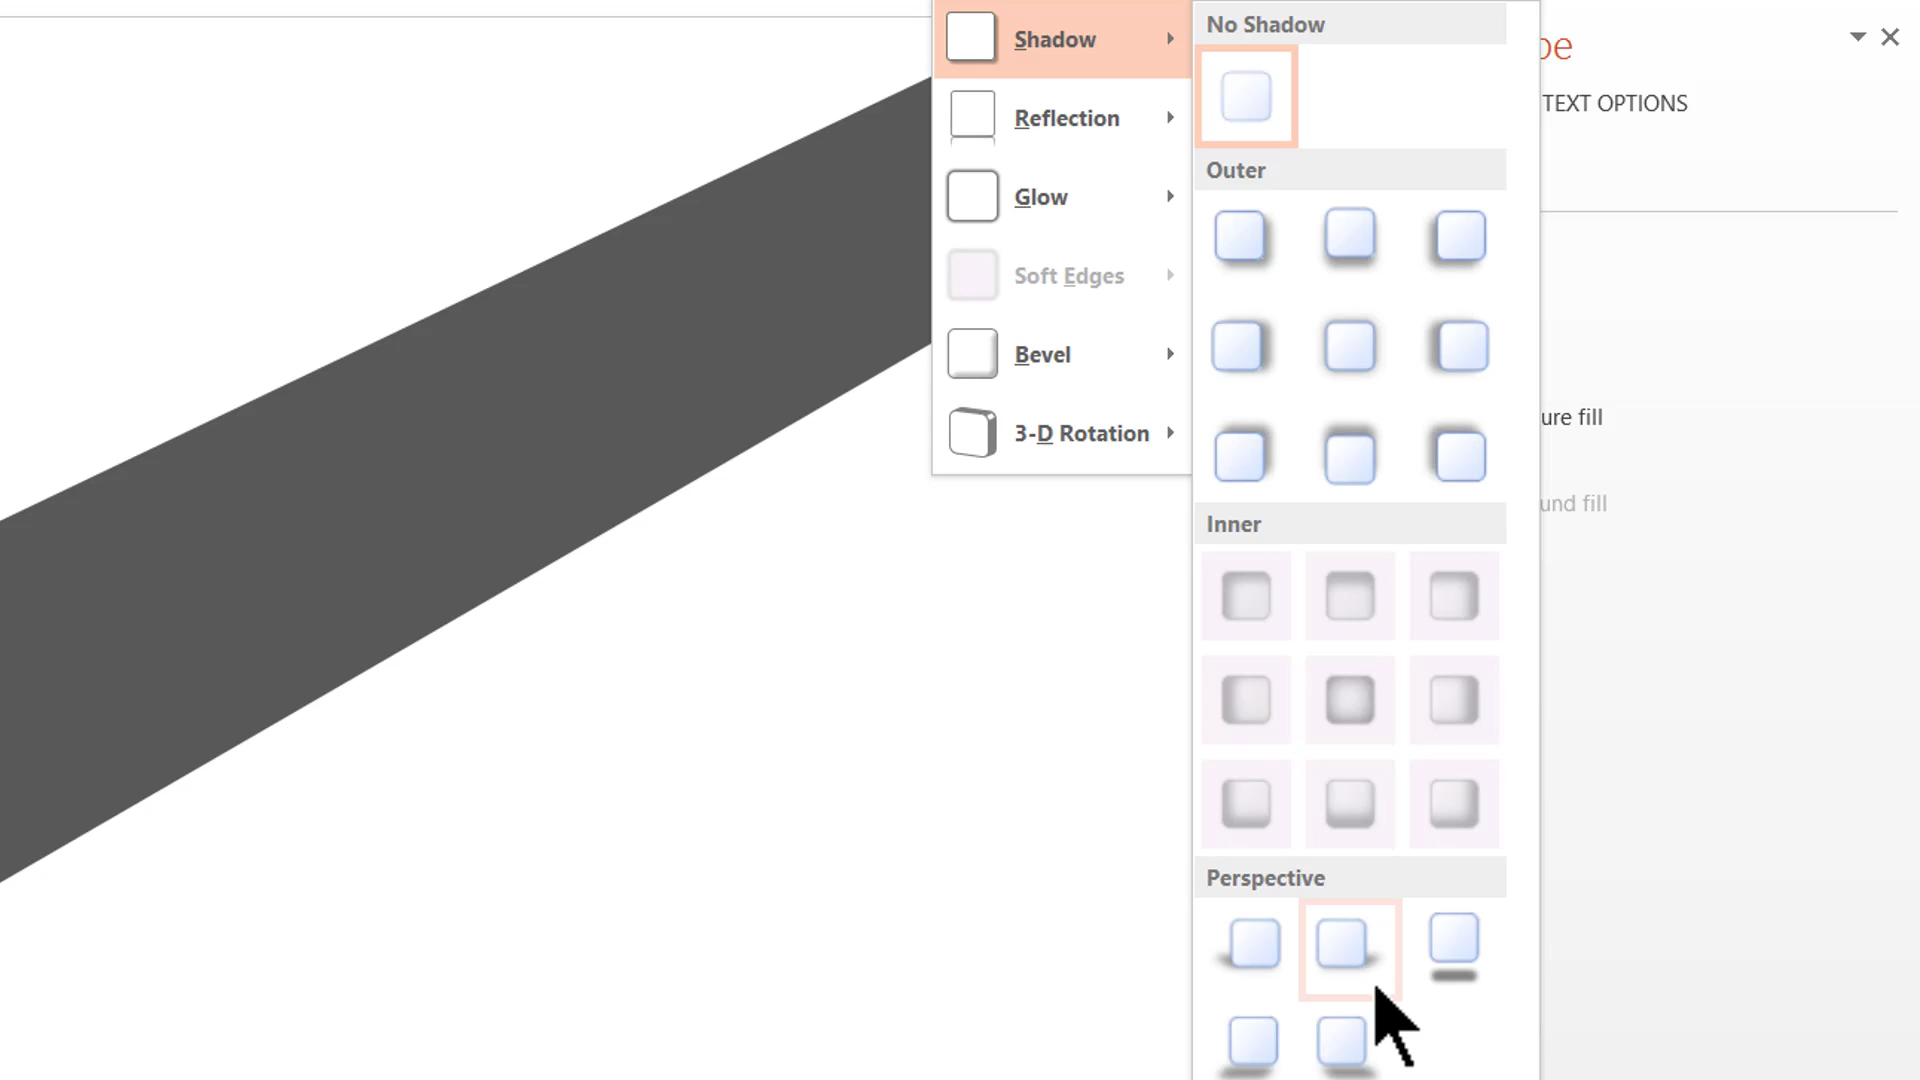 Shadow
Reflection
Glow
Soft Edges
Bevel
3-D Rotation
No Shadow
Outer
Inner
Perspective
TEXT OPTIONS
ure fill
und fill